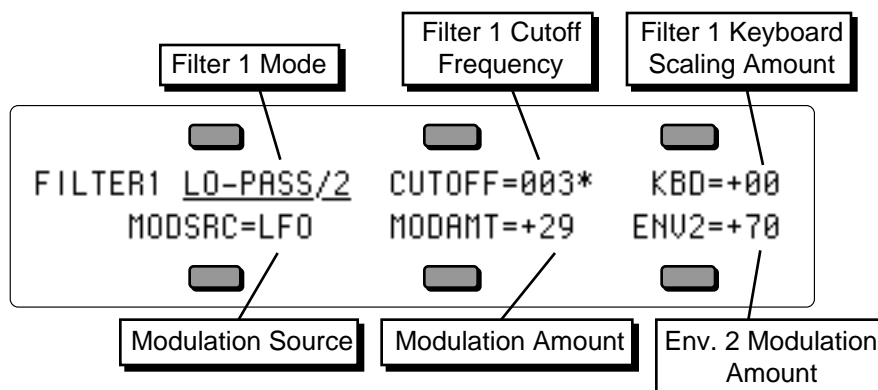 Filter 1 Mode
Filter 1 Cutoff
Frequency
Filter 1 Keyboard
Scaling Amount
FILTER1 LO-PASS/2 CUTOFF=003* KBD=+00
MODSRC=LFO MODAMT=+29 ENV2=+70
Modulation Source
Modulation Amount
Env. 2 Modulation
Amount